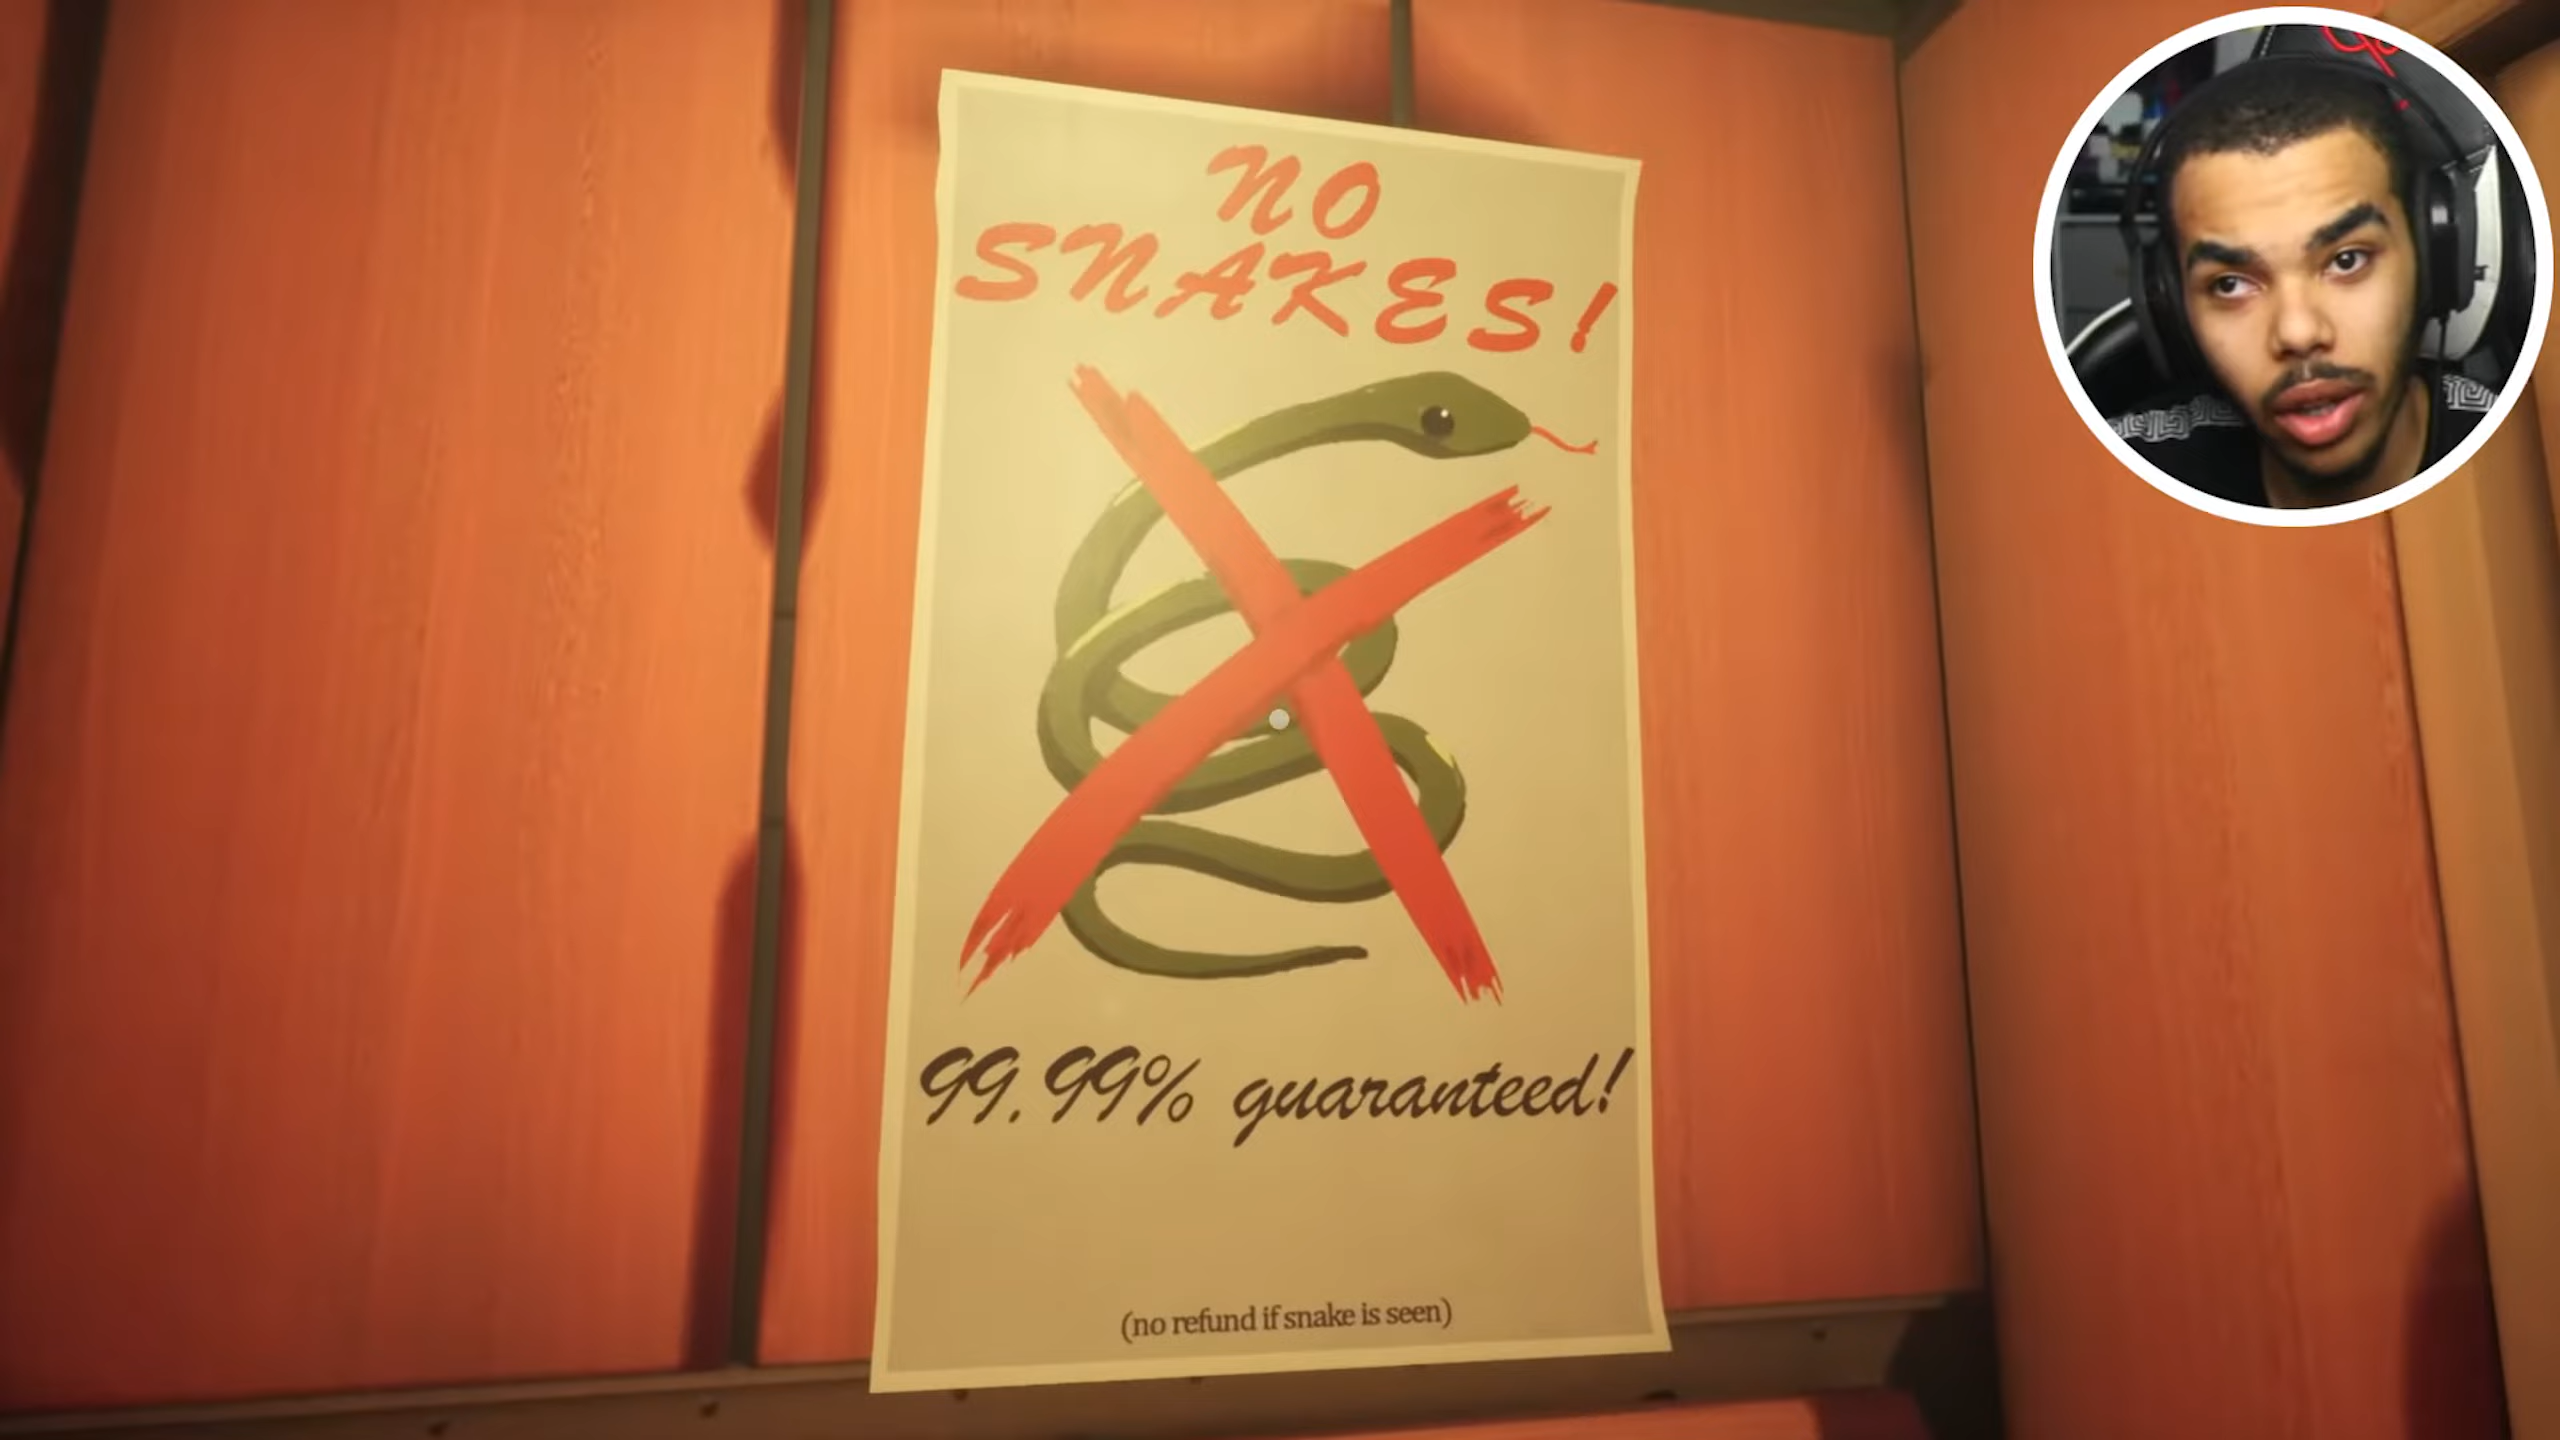 NO
SNAKES!
99.99% guaranteed!
(no refund if snake is seen)